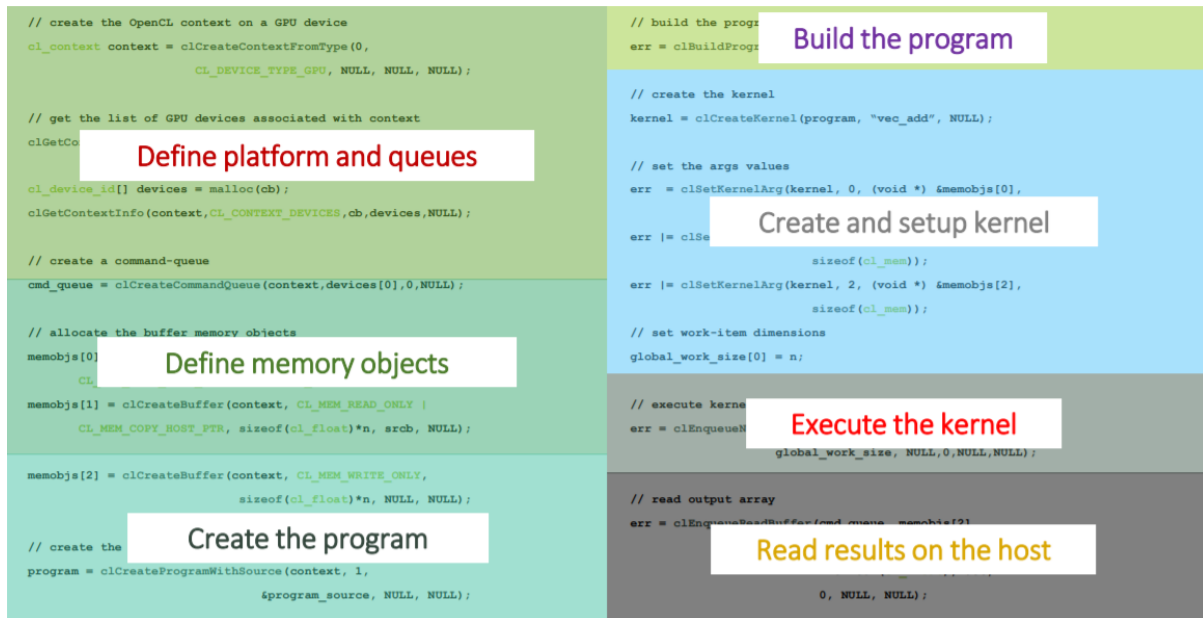 // create the OpenCL context on a GPU device
cl_context context = clCreateContextFromType(0,
CL_DEVICE_TYPE_GPU, NULL, NULL, NULL);
// get the list of GPU devices associated with context
clGetCo
Define platform and queues
cl_device_id[] devices = malloc(cb);
clGetContextInfo(context,CL_CONTEXT_DEVICES,cb,devices,NULL);
// create a command-queue
cmd_queue = clCreateCommandQueue(context,devices[0],0,NULL);
// allocate the buffer memory objects
memobjs[0]
Define memory objects
CL_
memobjs[1] = clCreateBuffer(context, CL_MEM_READ_ONLY |
CL_MEM_COPY_HOST_PTR, sizeof(cl_float)*n, srcb, NULL);
memobjs[2] = clCreateBuffer(context, CL_MEM_WRITE_ONLY,
sizeof(cl_float)*n, NULL, NULL);
Create the program
// create the
program = clCreateProgramWithSource(context, 1,
&program_source, NULL, NULL);
// build the progr
Build the program
err = clBuildProgr
// create the kernel
kernel = clCreateKernel(program, “vec_add”, NULL);
// set the args values
err  = clSetKernelArg(kernel, 0, (void *) &memobjs[0],
Create and setup kernel
err |= clSe
sizeof(cl_mem));
err |= clSetKernelArg(kernel, 2, (void *) &memobjs[2],
sizeof(cl_mem));
// set work-item dimensions
global_work_size[0] = n;
// execute kerne
Execute the kernel
err = clEnqueueN
global_work_size, NULL,0,NULL,NULL);
// read output array
err = clEnqueueReadBuffer(cmd_queue, memobjs[2],
Read results on the host
0, NULL, NULL);